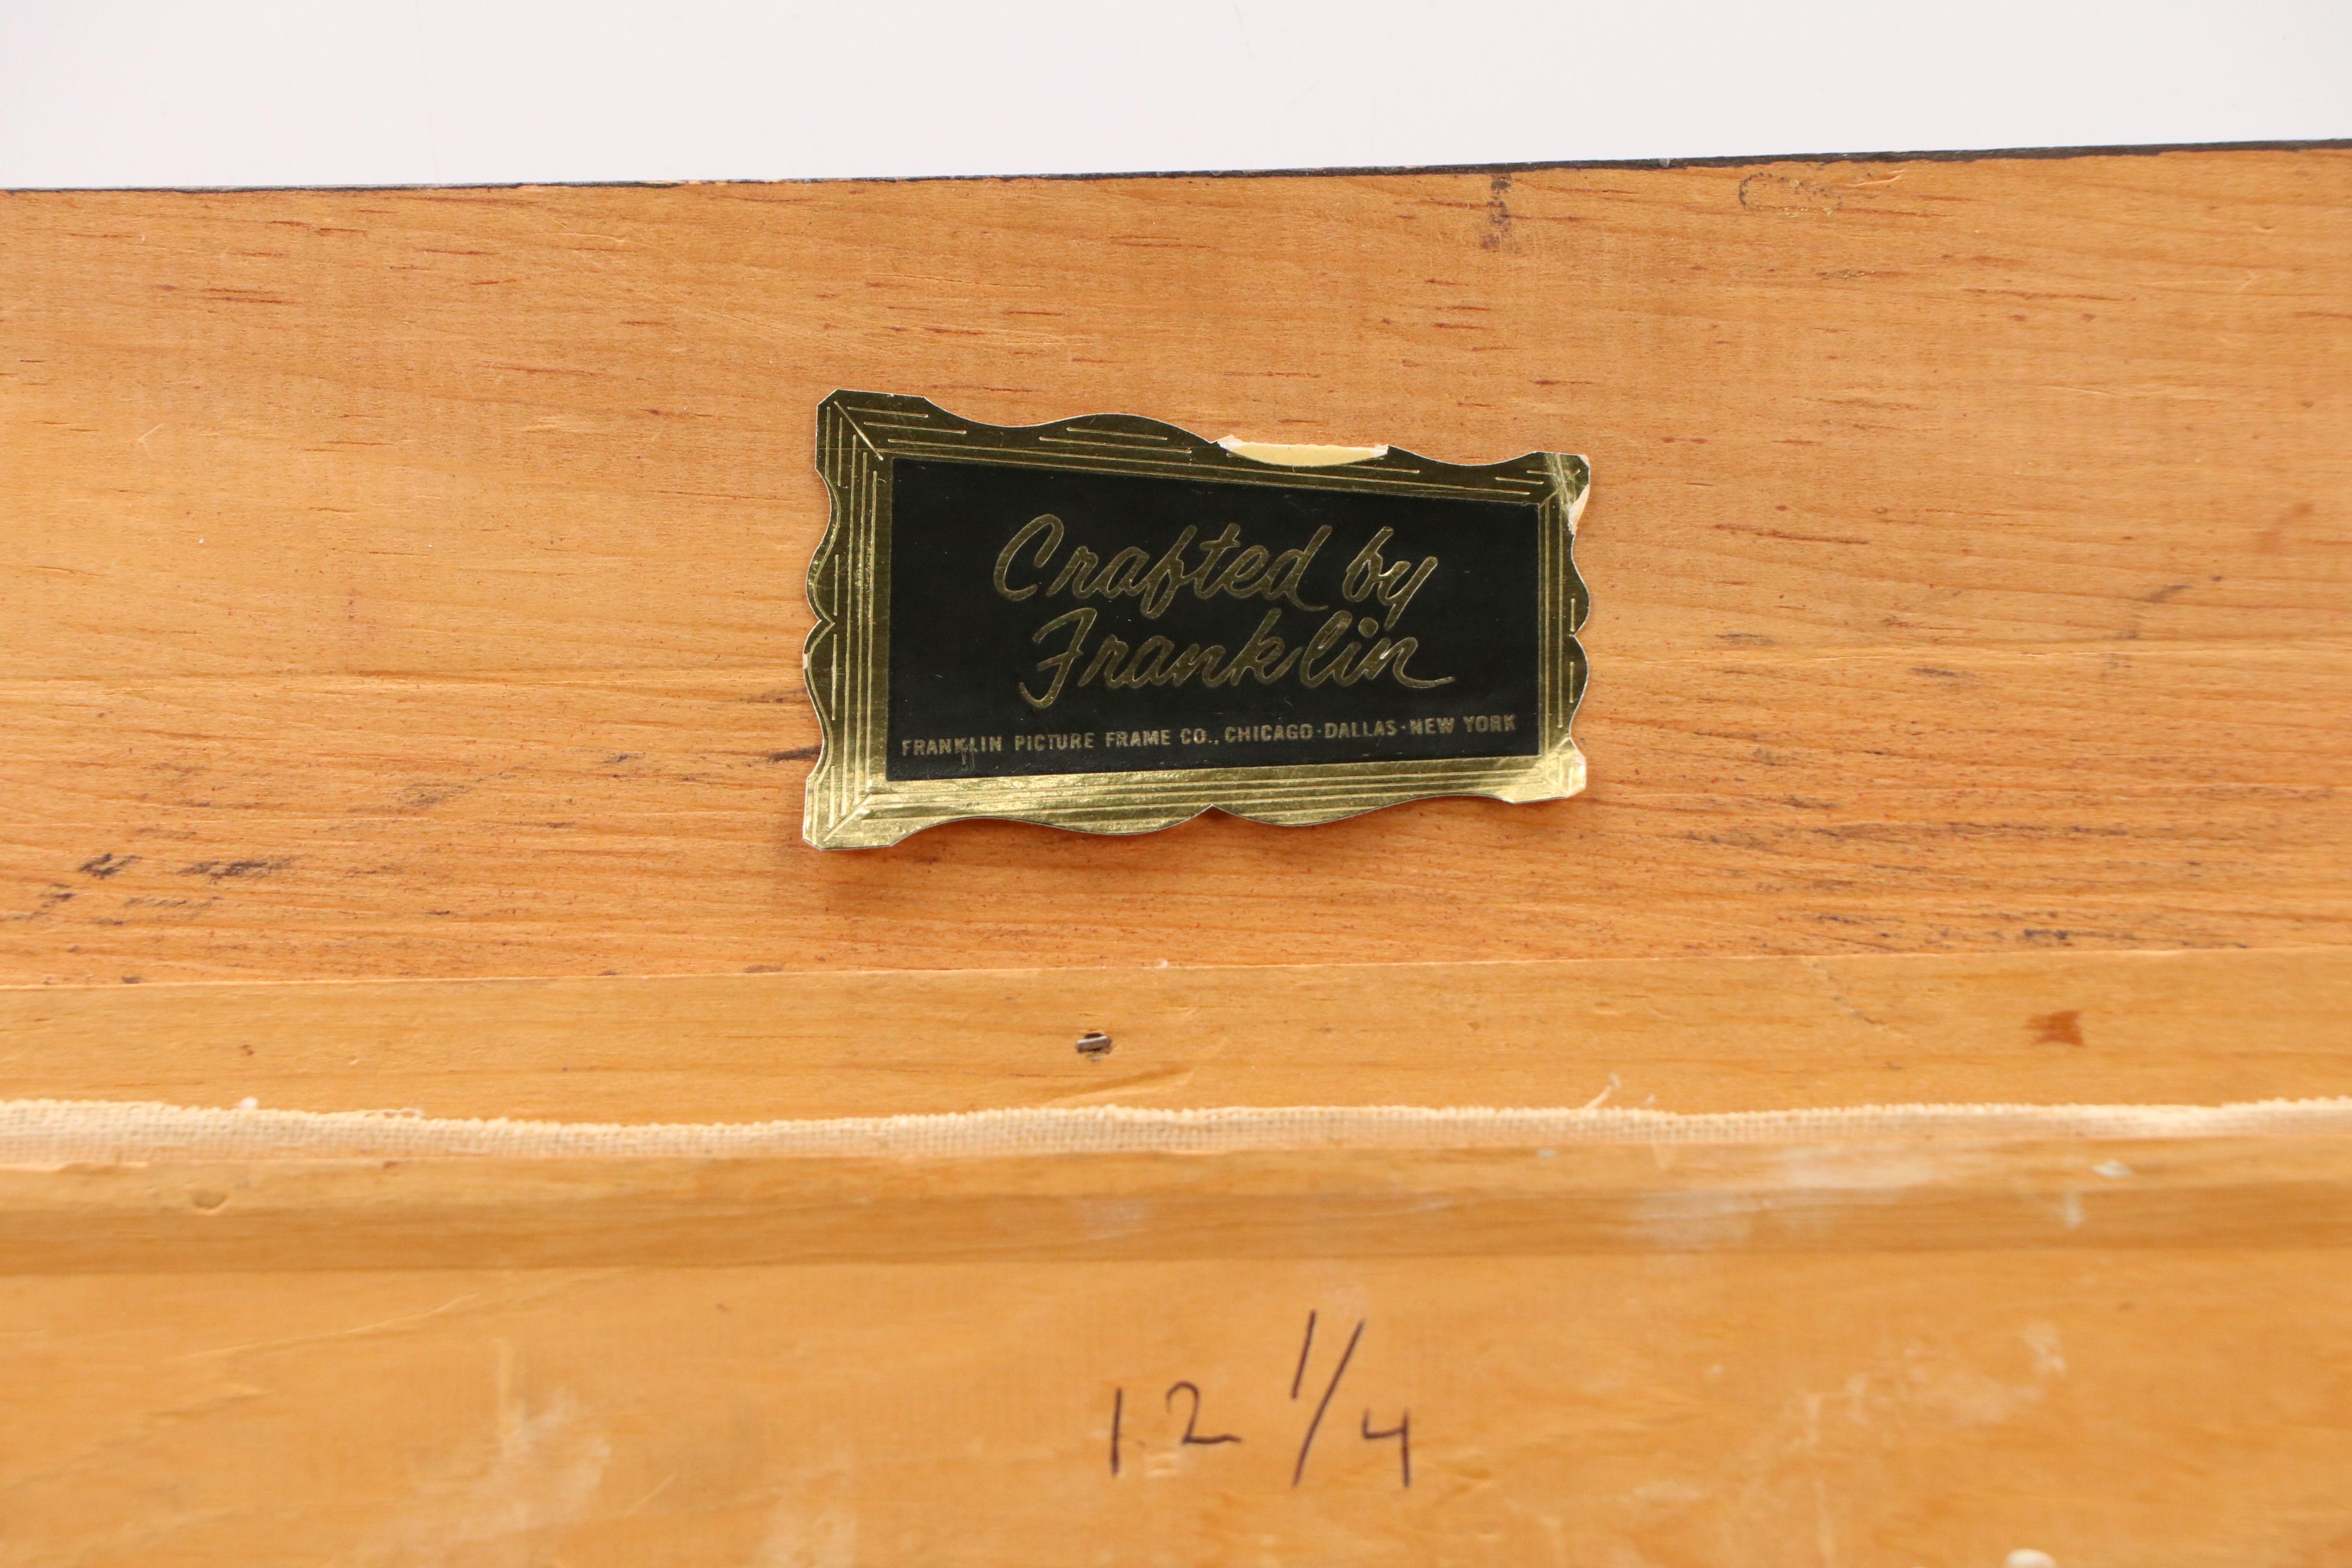 Crafted by
Franklin
FRANKLIN PICTURE FRAME CO., CHICAGO·DALLAS·NEW YORK
12 1/4